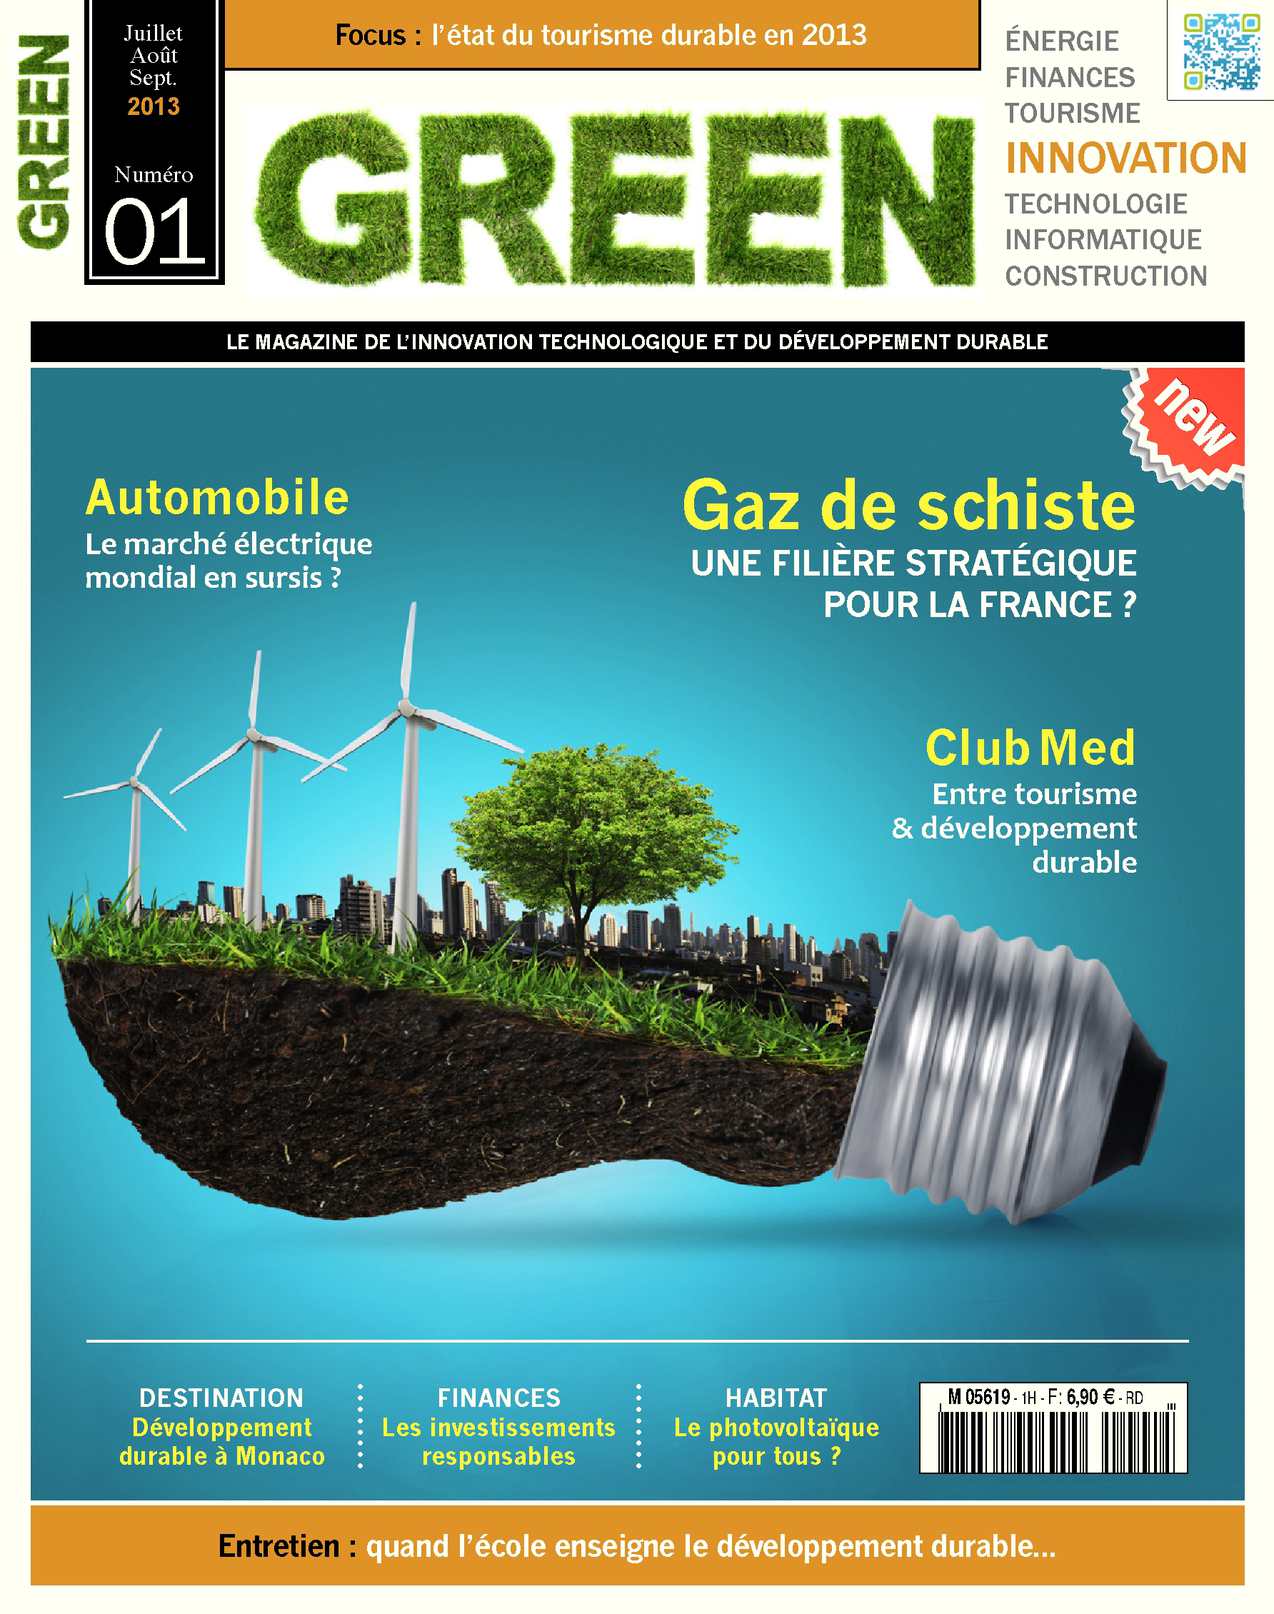 GREEN
Juillet
Août
Sept.
2013
Numéro
01
Focus : l'état du tourisme durable en 2013
GREEN
ÉNERGIE
FINANCES
TOURISME
INNOVATION
TECHNOLOGIE
INFORMATIQUE
CONSTRUCTION
LE MAGAZINE DE L'INNOVATION TECHNOLOGIQUE ET DU DÉVELOPPEMENT DURABLE
new
Automobile
Le marché électrique
mondial en sursis ?
Gaz de schiste
UNE FILIÈRE STRATÉGIQUE
POUR LA FRANCE ?
Club Med
Entre tourisme
& développement
durable
DESTINATION
Développement
durable à Monaco
FINANCES
Les investissements
responsables
HABITAT
Le photovoltaïque
pour tous ?
M 05619 - 1H - F: 6,90 € - RD
Entretien : quand l'école enseigne le développement durable...